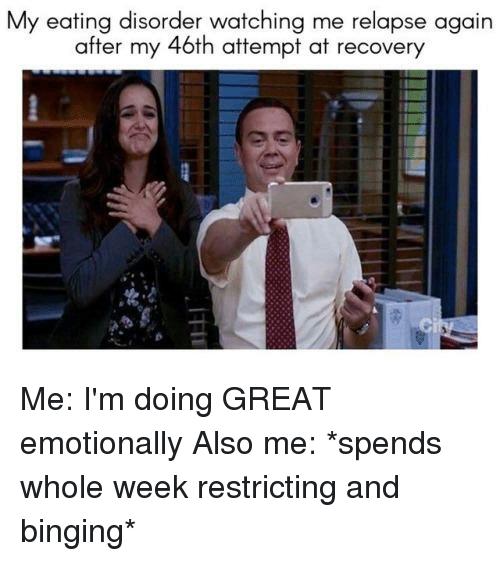 My eating disorder watching me relapse again
after my 46th attempt at recovery
City
Me: I'm doing GREAT
emotionally Also me: *spends
whole week restricting and
binging*